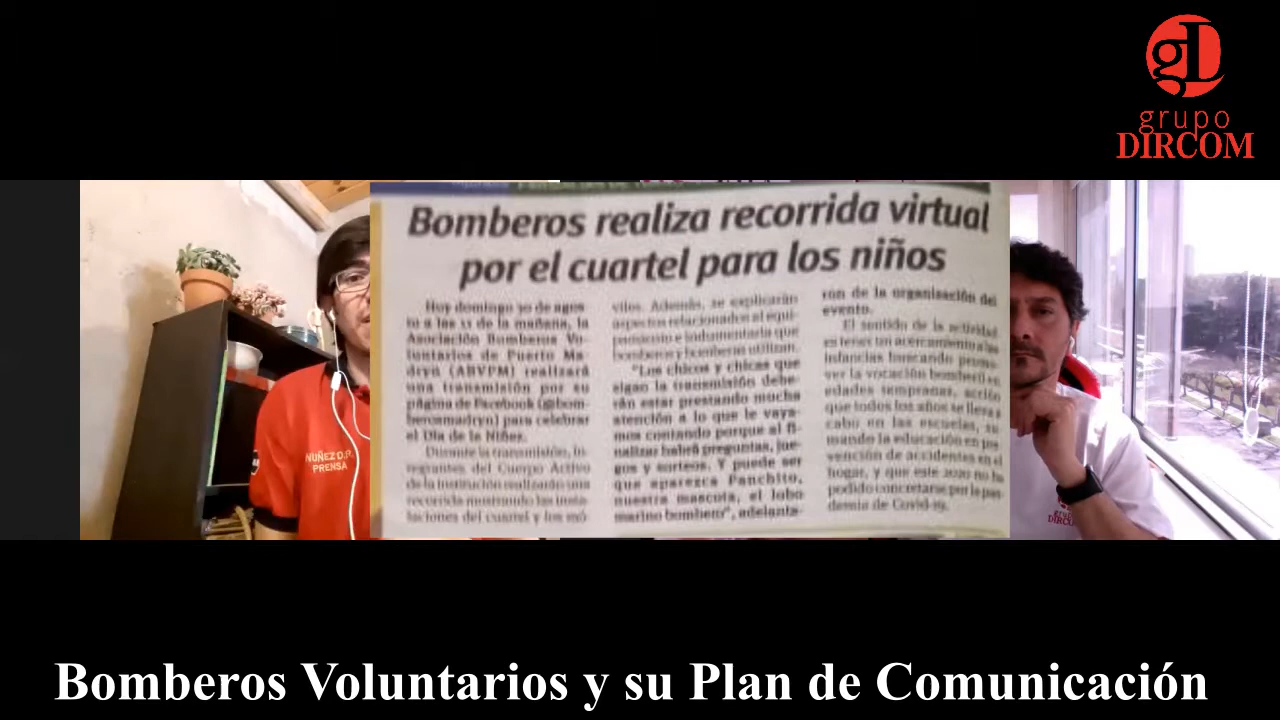 grupo
DIRCOM
Bomberos realiza recorrida virtual
por el cuartel para los niños
Hoy domingo 30 de agos
to a las 11 de la mañana, la
Asociación Bomberos Vo-
luntarios de Puerto Ma-
dryn (ABVPM) realizará
una transmisión por su
página de Facebook (@bom-
berosmadryn) para celebrar
el Día de la Niñez.
Durante la transmisión, in-
tegrantes del Cuerpo Activo
de la institución realizando una
recorrida mostrando las insta-
laciones del cuartel y los mó-
viles. Además, se explicarán
aspectos relacionados al equi-
pamiento e indumentaria que
bomberos y bomberas utilizan.
"Los chicos y chicas que
sigan la transmisión debe-
rán estar prestando mucha
atención a lo que le vaya-
mos contando porque al fi-
nalizar habrá preguntas, jue-
gos y sorteos. Y puede ser
que aparezca Panchito,
nuestra mascota, el lobo
marino bombero", adelanta-
ron de la organización del
evento.
El sentido de la actividad
es tener un acercamiento a las
infancias buscando promo-
ver la vocación bomberil en
edades tempranas, acción
que todos los años se lleva a
cabo en las escuelas, su
mando la educación en pre
vención de accidentes en el
hogar, y que este 2020 no ha
podido concretarse por la pan
demia de Covid-19.
NUÑEZ D.R.
PRENSA
grupo
DIRCOM
Bomberos Voluntarios y su Plan de Comunicación